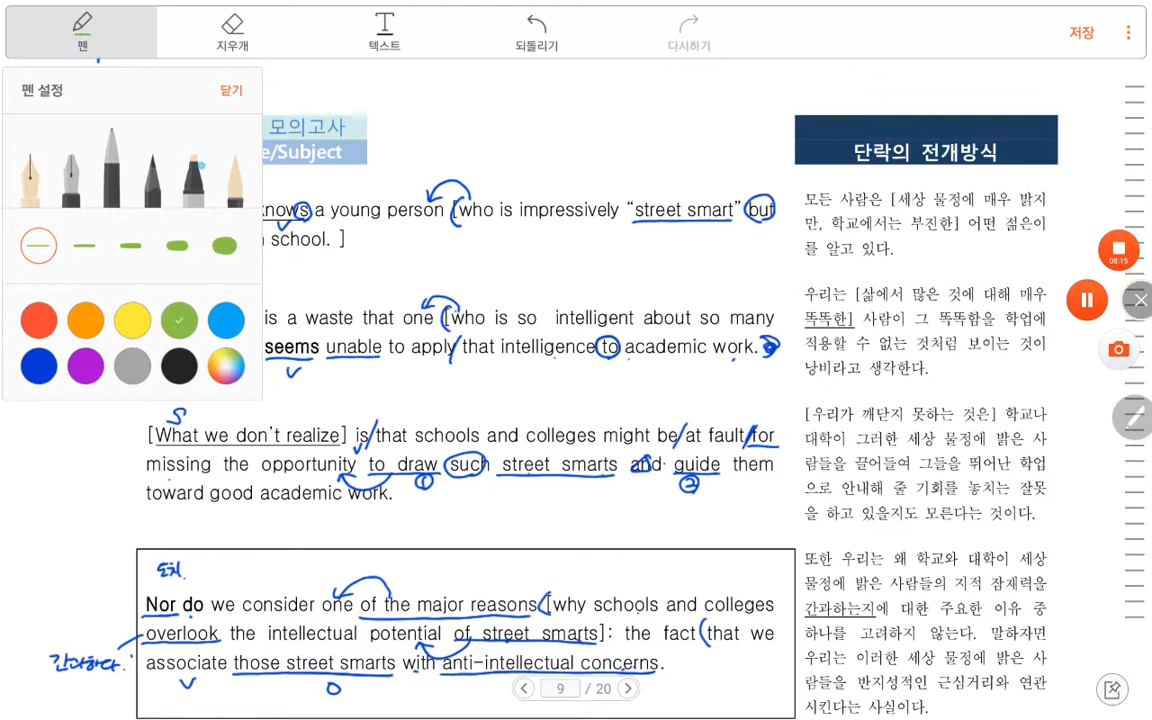 펜
지우개
텍스트
되돌리기
다시하기
저장
펜 설정
닫기
모의고사
e/Subject
knows a young person [who is impressively “street smart” but
n school. ]
is a waste that one [who is so intelligent about so many
seems unable to apply that intelligence to academic work.
S
[What we don’t realize] is that schools and colleges might be at fault for
missing the opportunity to draw such street smarts and guide them
① ②
toward good academic work.
도치.
Nor do we consider one of the major reasons [why schools and colleges
overlook the intellectual potential of street smarts]: the fact that we
간과하다.
associate those street smarts with anti-intellectual concerns.
단락의 전개방식
모든 사람은 [세상 물정에 매우 밝지
만, 학교에서는 부진한] 어떤 젊은이
를 알고 있다.
우리는 [삶에서 많은 것에 대해 매우
똑똑한] 사람이 그 똑똑함을 학업에
적용할 수 없는 것처럼 보이는 것이
낭비라고 생각한다.
[우리가 깨닫지 못하는 것은] 학교나
대학이 그러한 세상 물정에 밝은 사
람들을 끌어들여 그들을 뛰어난 학업
으로 안내해 줄 기회를 놓치는 잘못
을 하고 있을지도 모른다는 것이다.
또한 우리는 왜 학교와 대학이 세상
물정에 밝은 사람들의 지적 잠재력을
간과하는지에 대한 주요한 이유 중
하나를 고려하지 않는다. 말하자면
우리는 이러한 세상 물정에 밝은 사
람들을 반지성적인 근심거리와 연관
시킨다는 사실이다.
08:15
9 / 20